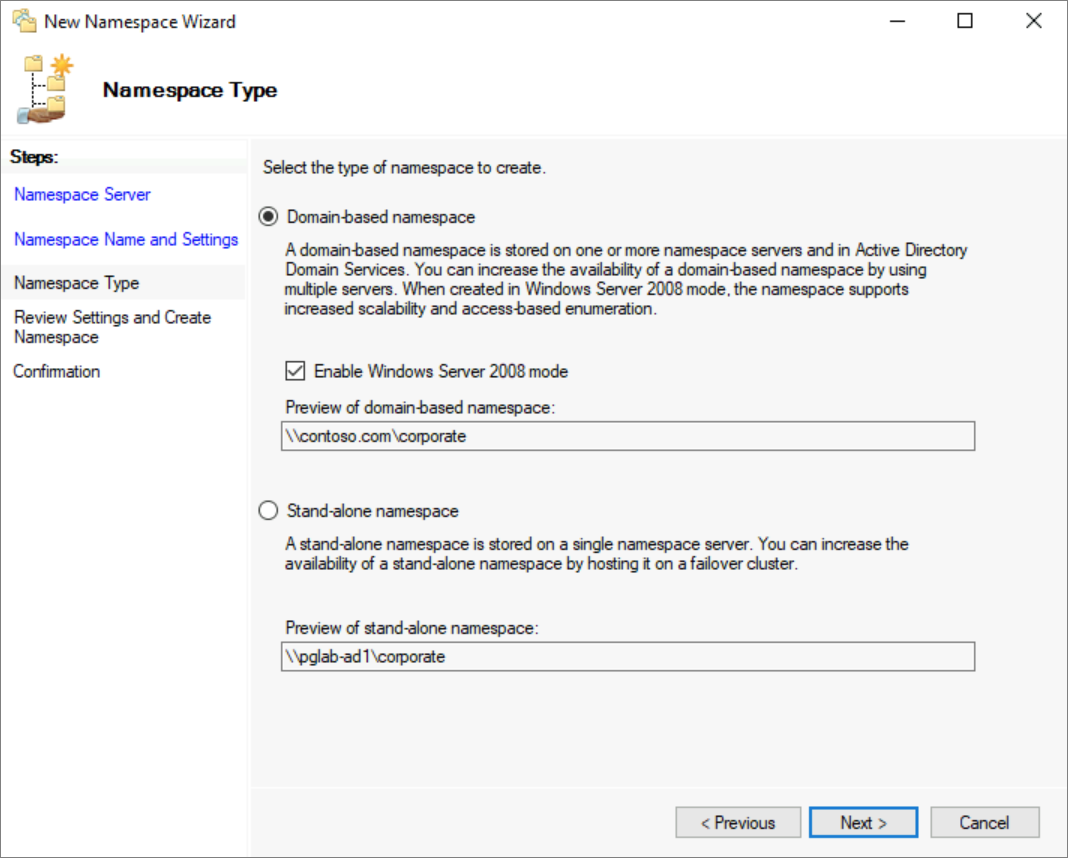 New Namespace Wizard
Namespace Type
Steps:
Namespace Server
Namespace Name and Settings
Namespace Type
Review Settings and Create
Namespace
Confirmation
Select the type of namespace to create.
Domain-based namespace
A domain-based namespace is stored on one or more namespace servers and in Active Directory
Domain Services. You can increase the availability of a domain-based namespace by using
multiple servers. When created in Windows Server 2008 mode, the namespace supports
increased scalability and access-based enumeration.
Enable Windows Server 2008 mode
Preview of domain-based namespace:
\\contoso.com\corporate
Stand-alone namespace
A stand-alone namespace is stored on a single namespace server. You can increase the
availability of a stand-alone namespace by hosting it on a failover cluster.
Preview of stand-alone namespace:
\\pglab-ad1\corporate
< Previous
Next >
Cancel